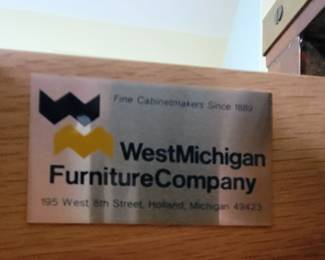 Fine Cabinetmakers Since 1889
WestMichigan
FurnitureCompany
195 West 8th Street, Holland, Michigan 49423